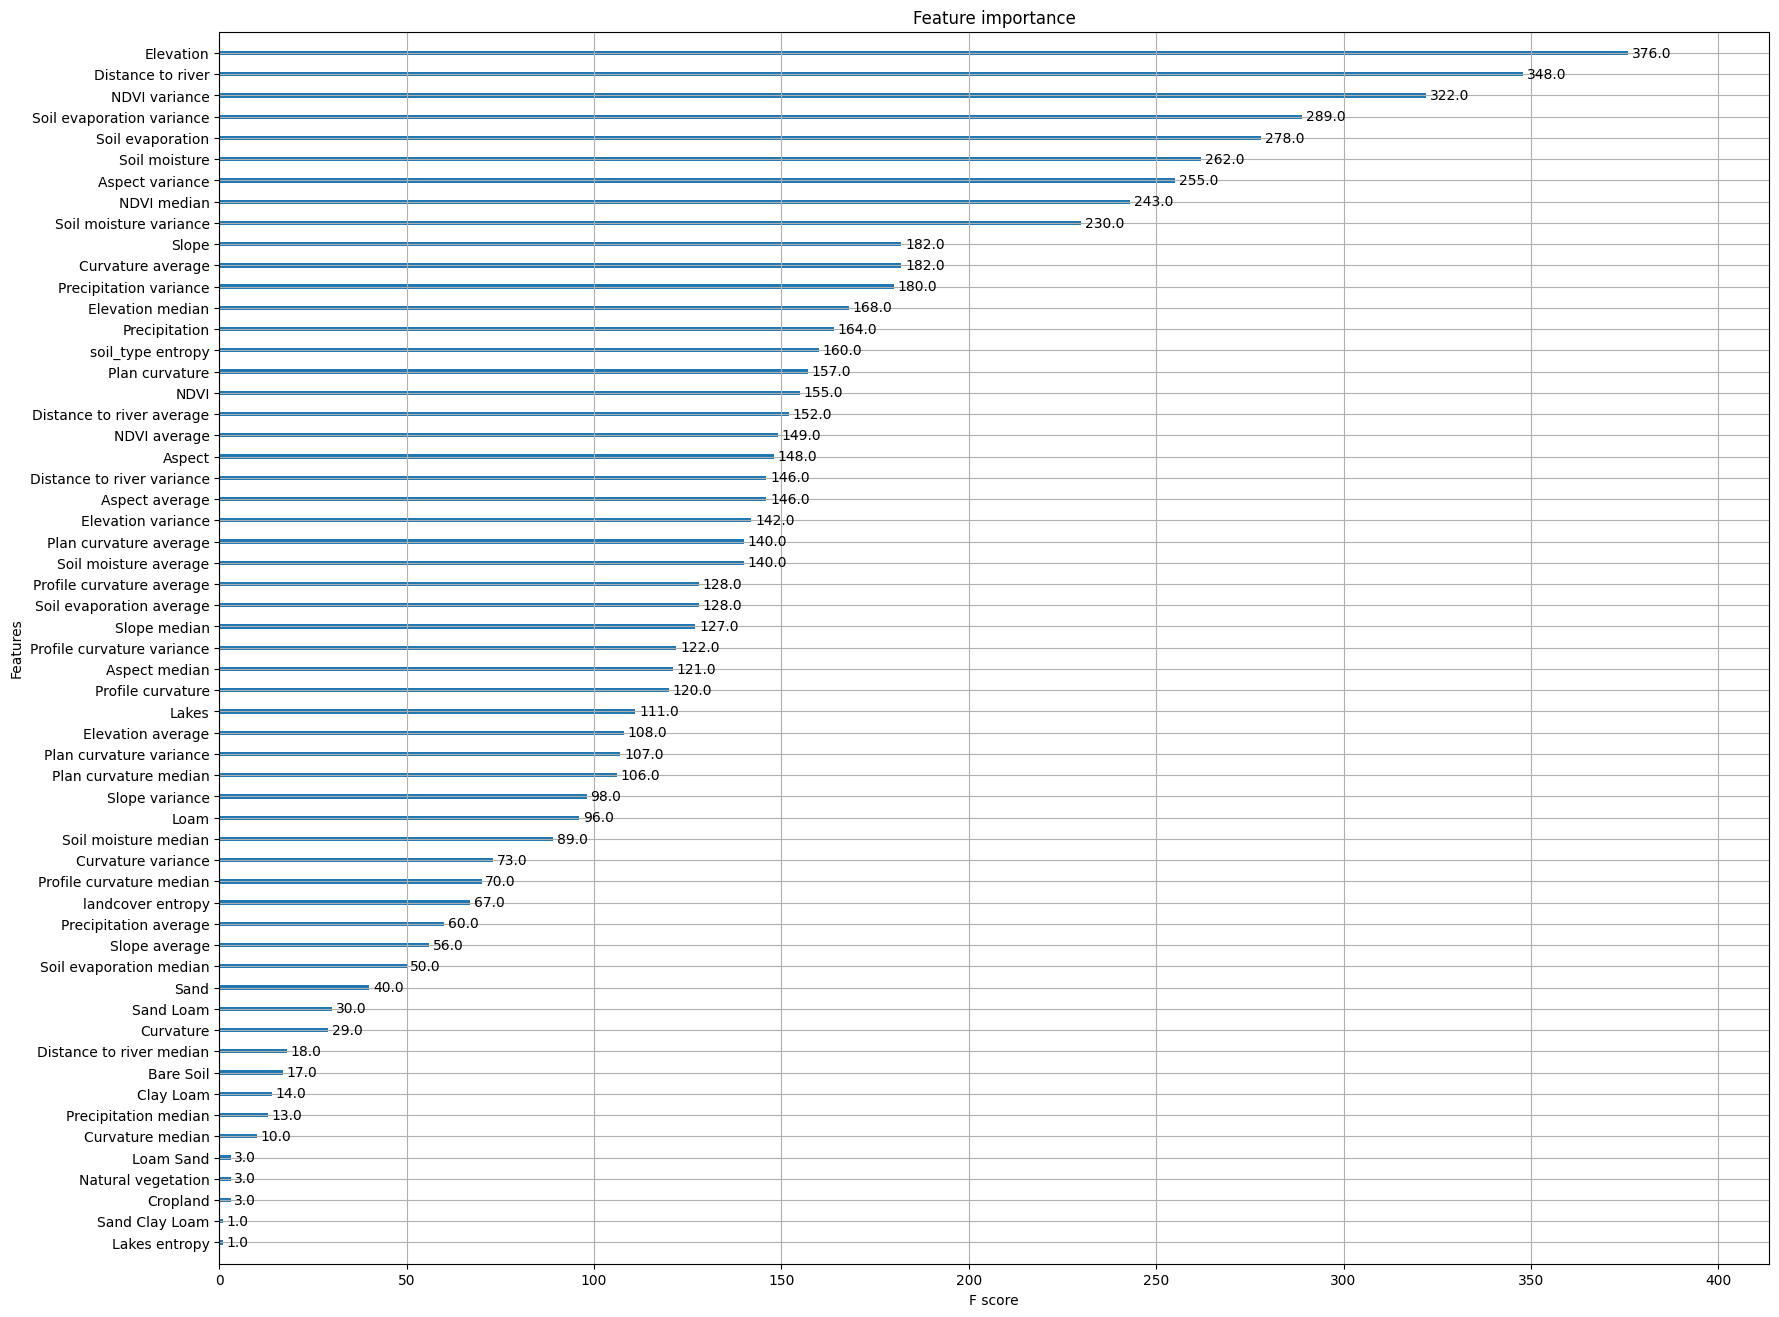 Feature importance
Elevation 376.0
Distance to river 348.0
NDVI variance 322.0
Soil evaporation variance 289.0
Soil evaporation 278.0
Soil moisture 262.0
Aspect variance 255.0
NDVI median 243.0
Soil moisture variance 230.0
Slope 182.0
Curvature average 182.0
Precipitation variance 180.0
Elevation median 168.0
Precipitation 164.0
soil_type entropy 160.0
Plan curvature 157.0
NDVI 155.0
Distance to river average 152.0
NDVI average 149.0
Aspect 148.0
Distance to river variance 146.0
Aspect average 146.0
Elevation variance 142.0
Plan curvature average 140.0
Soil moisture average 140.0
Profile curvature average 128.0
Soil evaporation average 128.0
Slope median 127.0
Profile curvature variance 122.0
Aspect median 121.0
Profile curvature 120.0
Lakes 111.0
Elevation average 108.0
Plan curvature variance 107.0
Plan curvature median 106.0
Slope variance 98.0
Loam 96.0
Soil moisture median 89.0
Curvature variance 73.0
Profile curvature median 70.0
landcover entropy 67.0
Precipitation average 60.0
Slope average 56.0
Soil evaporation median 50.0
Sand 40.0
Sand Loam 30.0
Curvature 29.0
Distance to river median 18.0
Bare Soil 17.0
Clay Loam 14.0
Precipitation median 13.0
Curvature median 10.0
Loam Sand 3.0
Natural vegetation 3.0
Cropland 3.0
Sand Clay Loam 1.0
Lakes entropy 1.0
Features
0 50 100 150 200 250 300 350 400
F score